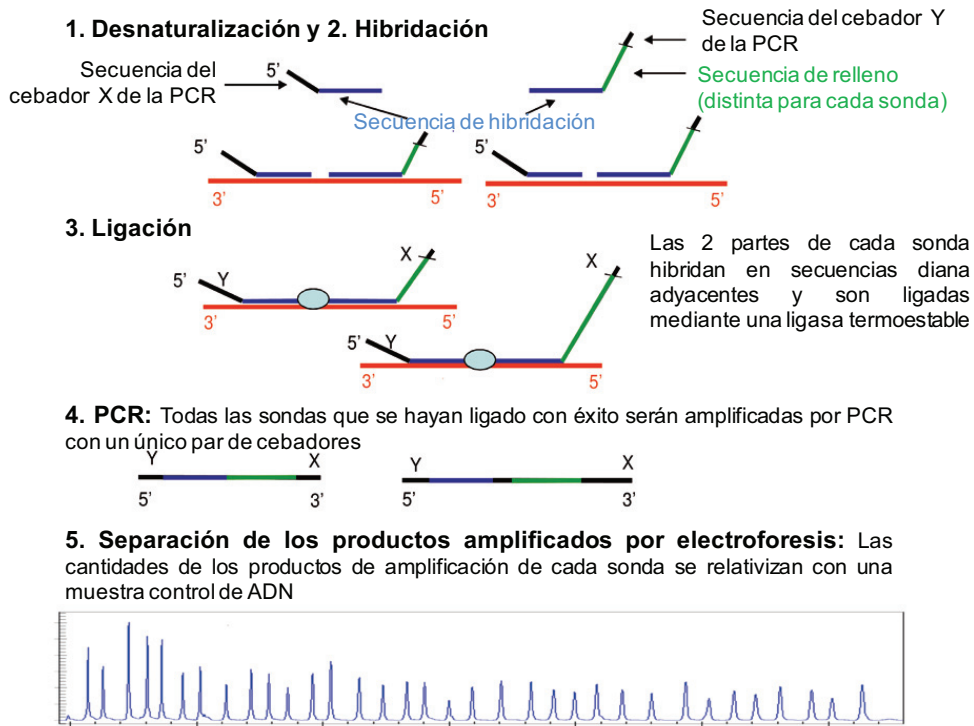 1. Desnaturalización y 2. Hibridación
Secuencia del cebador Y
de la PCR
Secuencia del
cebador X de la PCR
5'
Secuencia de relleno
(distinta para cada sonda)
Secuencia de hibridación
5'
3'
5'
5'
3'
5'
3. Ligación
5'
Y
X
3'
5'
5'
Y
X
3'
5'
Las 2 partes de cada sonda
hibridan en secuencias diana
adyacentes y son ligadas
mediante una ligasa termoestable
4. PCR: Todas las sondas que se hayan ligado con éxito serán amplificadas por PCR
con un único par de cebadores
Y
X
5'
3'
Y
X
5'
3'
5. Separación de los productos amplificados por electroforesis: Las
cantidades de los productos de amplificación de cada sonda se relativizan con una
muestra control de ADN